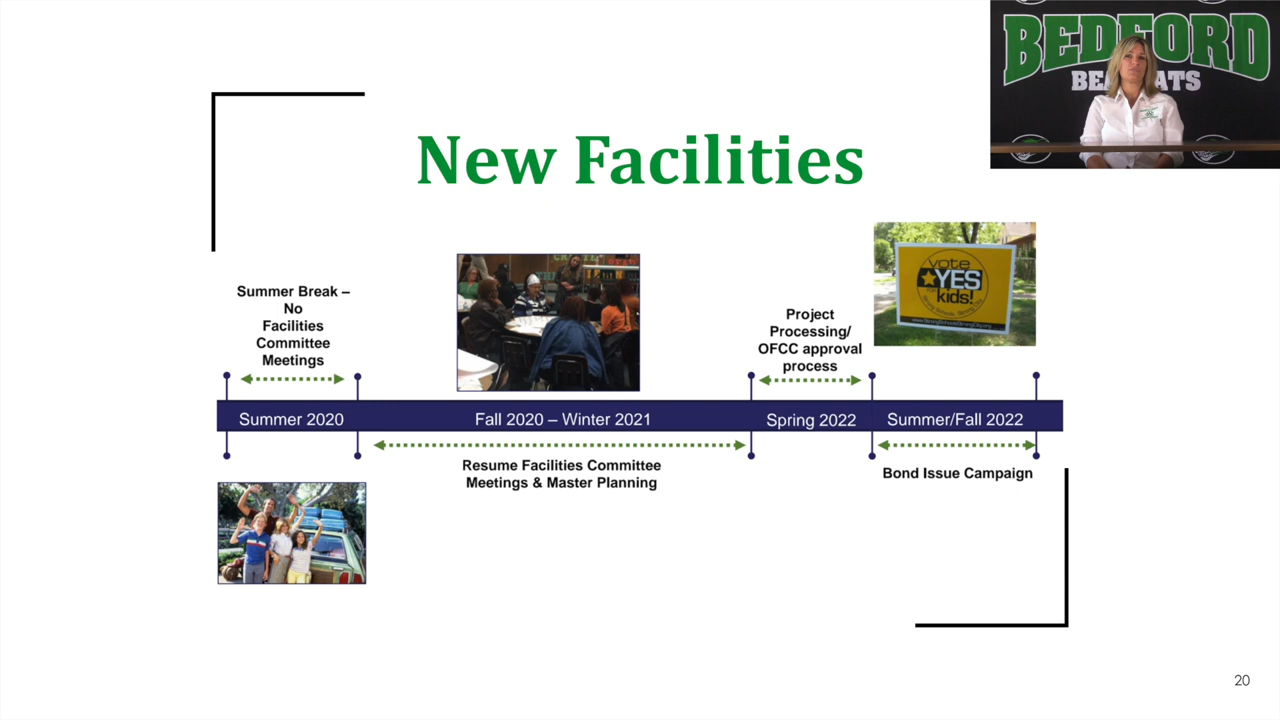 BEDFORD
New Facilities
Summer Break –
No
Facilities
Committee
Meetings
Project
Processing/
OFCC approval
process
vote
YES
FOR
kids!
Summer 2020
Fall 2020 – Winter 2021
Spring 2022
Summer/Fall 2022
Resume Facilities Committee
Meetings & Master Planning
Bond Issue Campaign
20